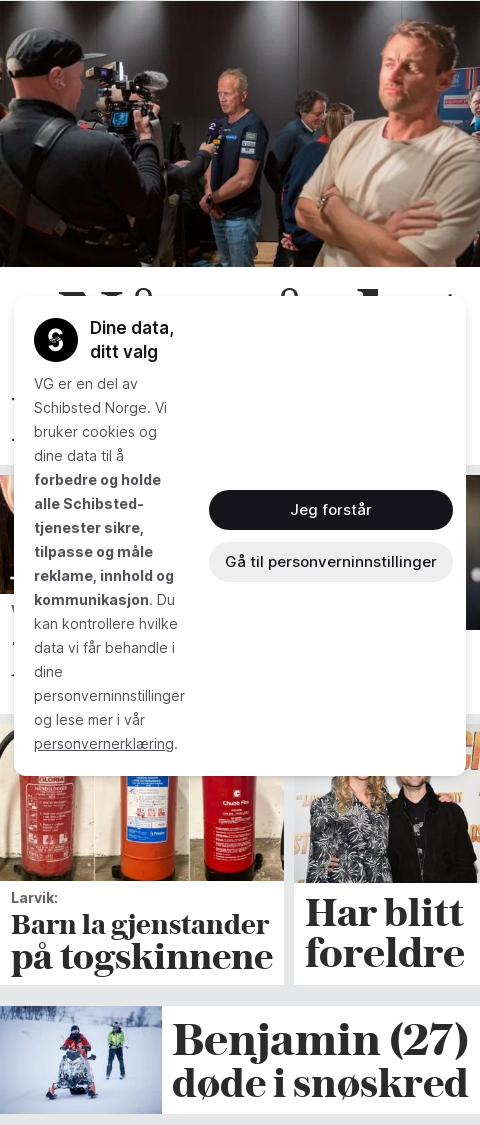 Dine data,
ditt valg
VG er en del av
Schibsted Norge. Vi
bruker cookies og
dine data til å
forbedre og holde
alle Schibsted-
tjenester sikre,
tilpasse og måle
reklame, innhold og
kommunikasjon. Du
kan kontrollere hvilke
data vi får behandle i
dine
personverninnstillinger
og lese mer i vår
personvernerklæring.
Jeg forstår
Gå til personverninnstillinger
GLORIA
Chubb Fire
Larvik:
Barn la gjenstander
på togskinnene
Har blitt
foreldre
Benjamin (27)
døde i snøskred